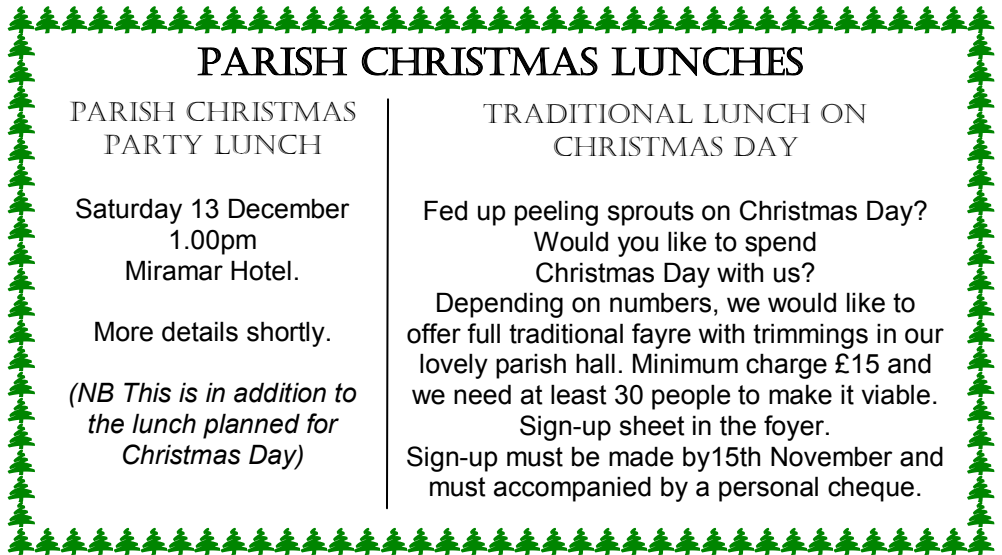 PARISH CHRISTMAS LUNCHES
PARISH CHRISTMAS
PARTY LUNCH
Saturday 13 December
1.00pm
Miramar Hotel.
More details shortly.
(NB This is in addition to
the lunch planned for
Christmas Day)
TRADITIONAL LUNCH ON
CHRISTMAS DAY
Fed up peeling sprouts on Christmas Day?
Would you like to spend
Christmas Day with us?
Depending on numbers, we would like to
offer full traditional fayre with trimmings in our
lovely parish hall. Minimum charge £15 and
we need at least 30 people to make it viable.
Sign-up sheet in the foyer.
Sign-up must be made by15th November and
must accompanied by a personal cheque.